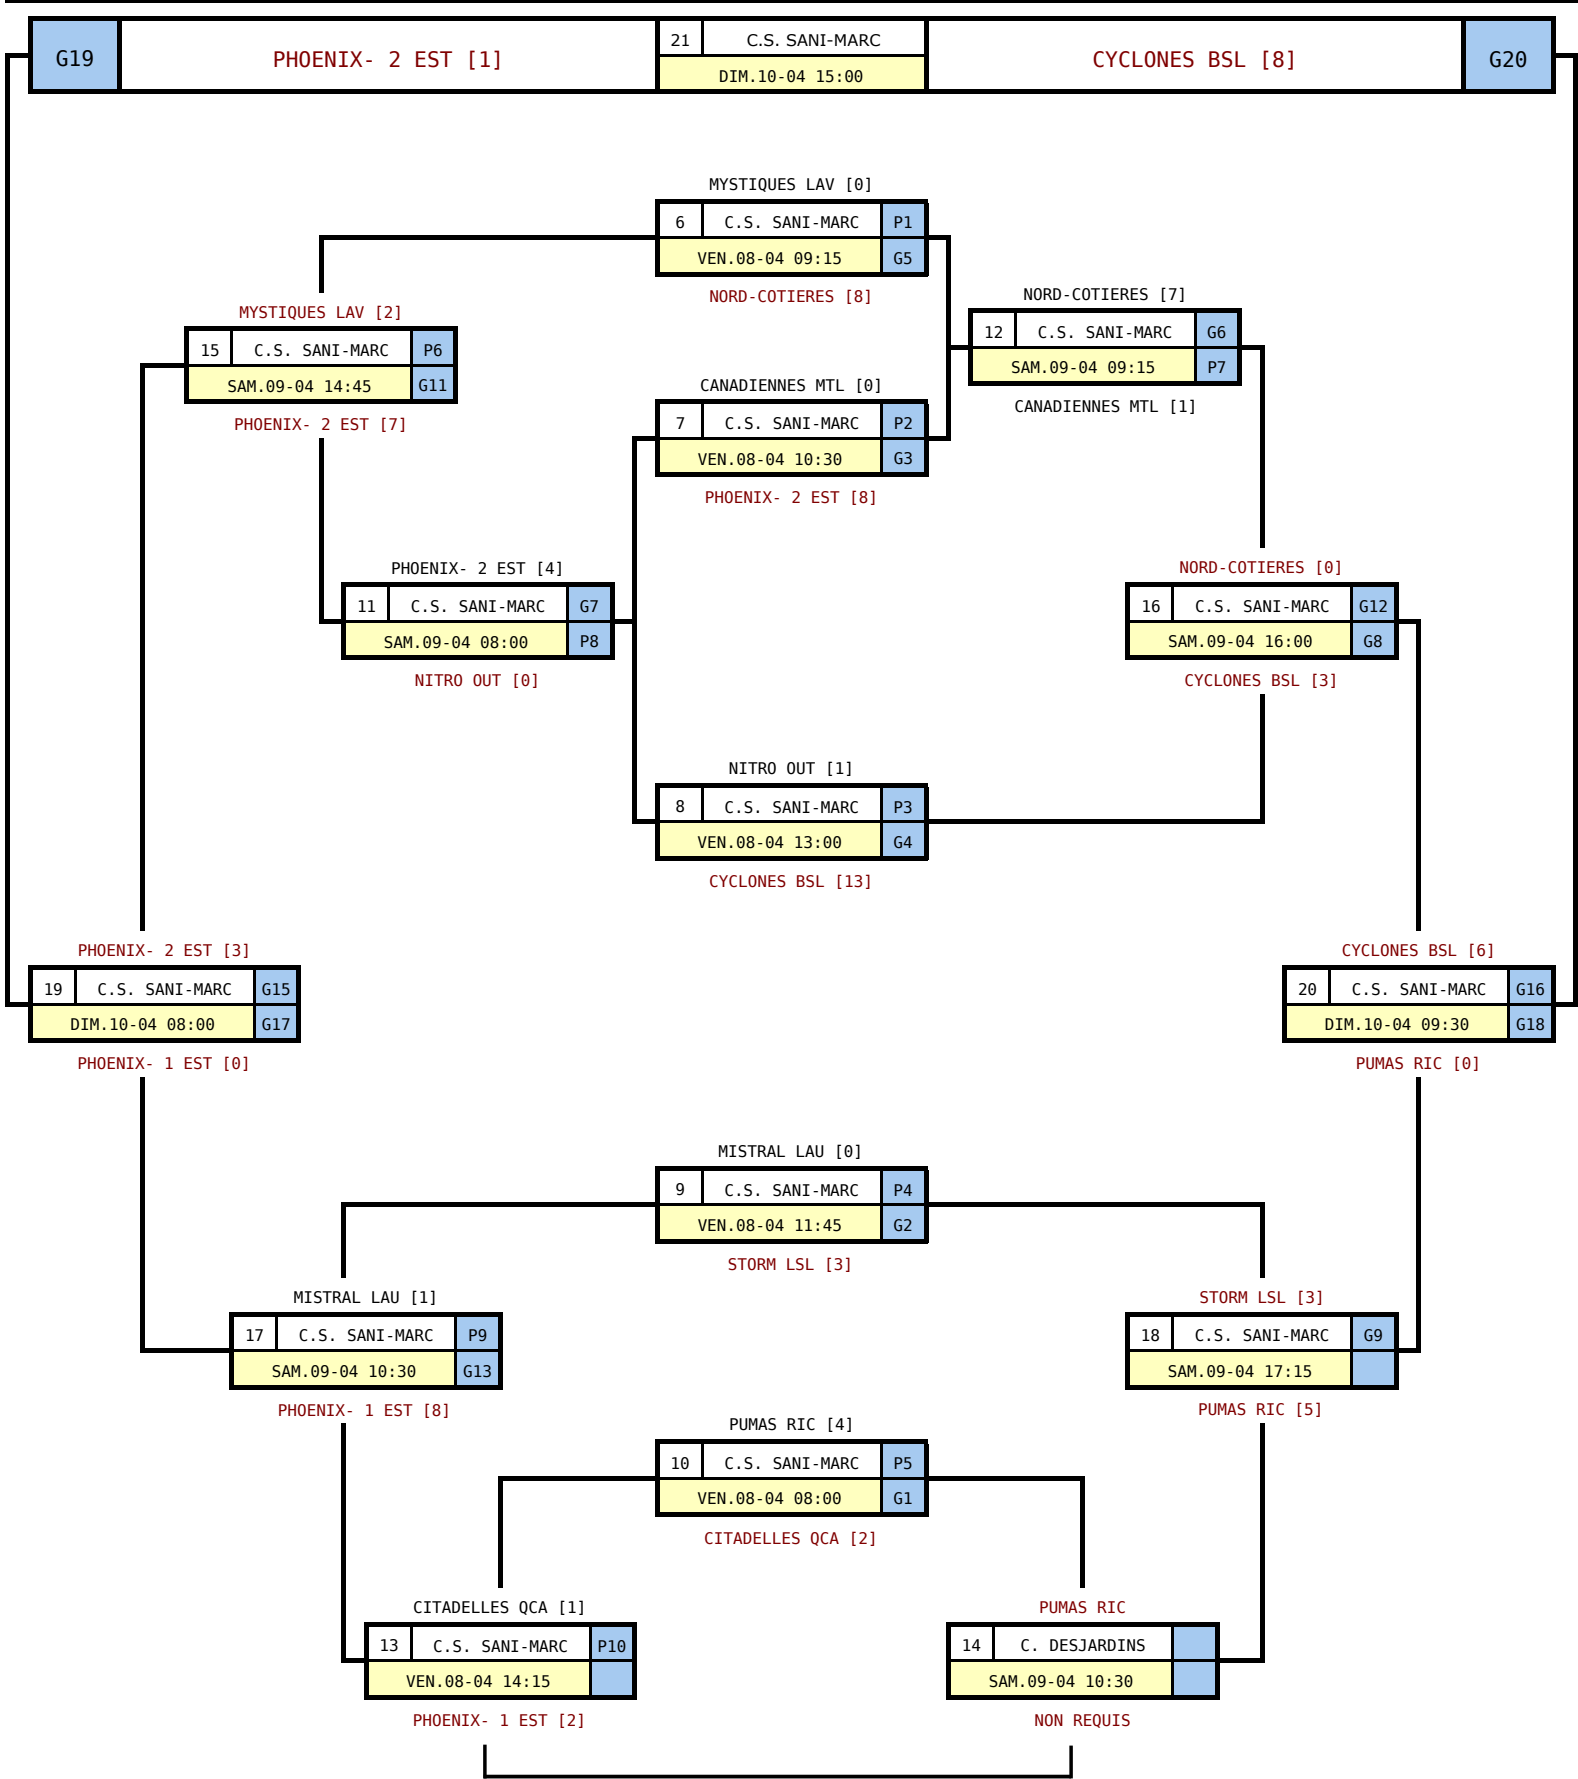 G19
PHOENIX- 2 EST [1]
21 C.S. SANI-MARC
DIM.10-04 15:00
CYCLONES BSL [8]
G20
MYSTIQUES LAV [0]
6 C.S. SANI-MARC P1
VEN.08-04 09:15 G5
NORD-COTIERES [8]
MYSTIQUES LAV [2]
15 C.S. SANI-MARC P6
SAM.09-04 14:45 G11
PHOENIX- 2 EST [7]
NORD-COTIERES [7]
12 C.S. SANI-MARC G6
SAM.09-04 09:15 P7
CANADIENNES MTL [1]
CANADIENNES MTL [0]
7 C.S. SANI-MARC P2
VEN.08-04 10:30 G3
PHOENIX- 2 EST [8]
PHOENIX- 2 EST [4]
11 C.S. SANI-MARC G7
SAM.09-04 08:00 P8
NITRO OUT [0]
NORD-COTIERES [0]
16 C.S. SANI-MARC G12
SAM.09-04 16:00 G8
CYCLONES BSL [3]
NITRO OUT [1]
8 C.S. SANI-MARC P3
VEN.08-04 13:00 G4
CYCLONES BSL [13]
PHOENIX- 2 EST [3]
19 C.S. SANI-MARC G15
DIM.10-04 08:00 G17
PHOENIX- 1 EST [0]
CYCLONES BSL [6]
20 C.S. SANI-MARC G16
DIM.10-04 09:30 G18
PUMAS RIC [0]
MISTRAL LAU [0]
9 C.S. SANI-MARC P4
VEN.08-04 11:45 G2
STORM LSL [3]
MISTRAL LAU [1]
17 C.S. SANI-MARC P9
SAM.09-04 10:30 G13
PHOENIX- 1 EST [8]
STORM LSL [3]
18 C.S. SANI-MARC G9
SAM.09-04 17:15
PUMAS RIC [5]
PUMAS RIC [4]
10 C.S. SANI-MARC P5
VEN.08-04 08:00 G1
CITADELLES QCA [2]
CITADELLES QCA [1]
13 C.S. SANI-MARC P10
VEN.08-04 14:15
PHOENIX- 1 EST [2]
PUMAS RIC
14 C. DESJARDINS
SAM.09-04 10:30
NON REQUIS